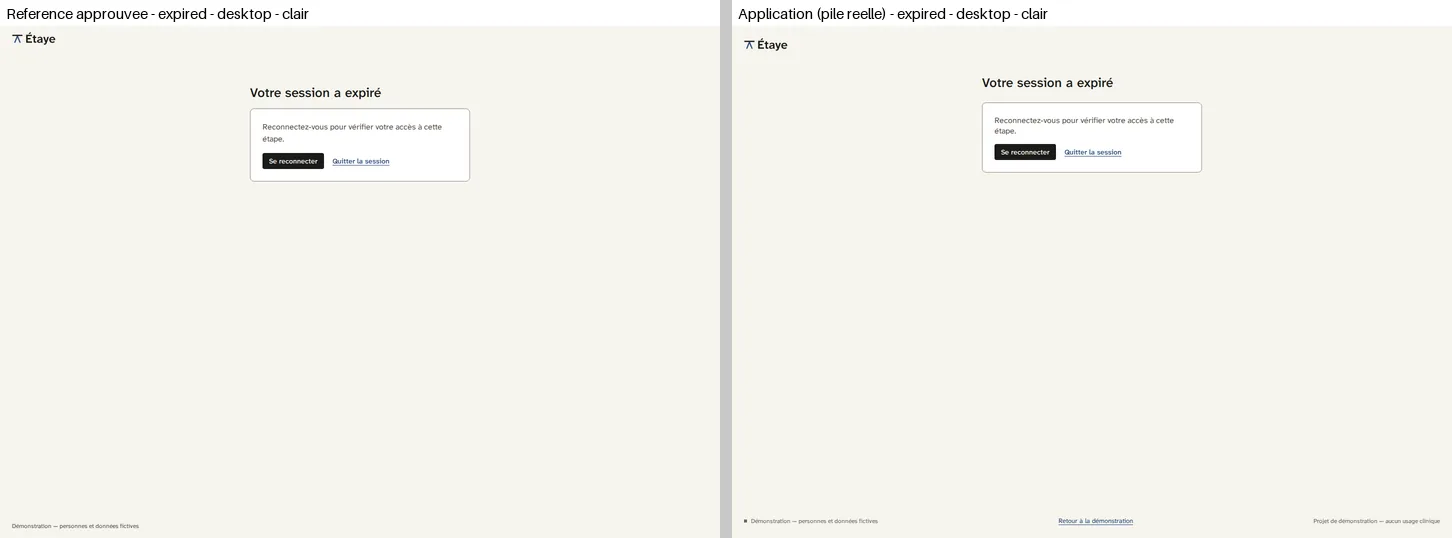 Reference approuvee - expired - desktop - clair
Étaye
Votre session a expiré
Reconnectez-vous pour vérifier votre accès à cette
étape.
Se reconnecter Quitter la session
Démonstration — personnes et données fictives
Application (pile reelle) - expired - desktop - clair
Étaye
Votre session a expiré
Reconnectez-vous pour vérifier votre accès à cette
étape.
Se reconnecter Quitter la session
Démonstration — personnes et données fictives Retour à la démonstration Projet de démonstration — aucun usage clinique